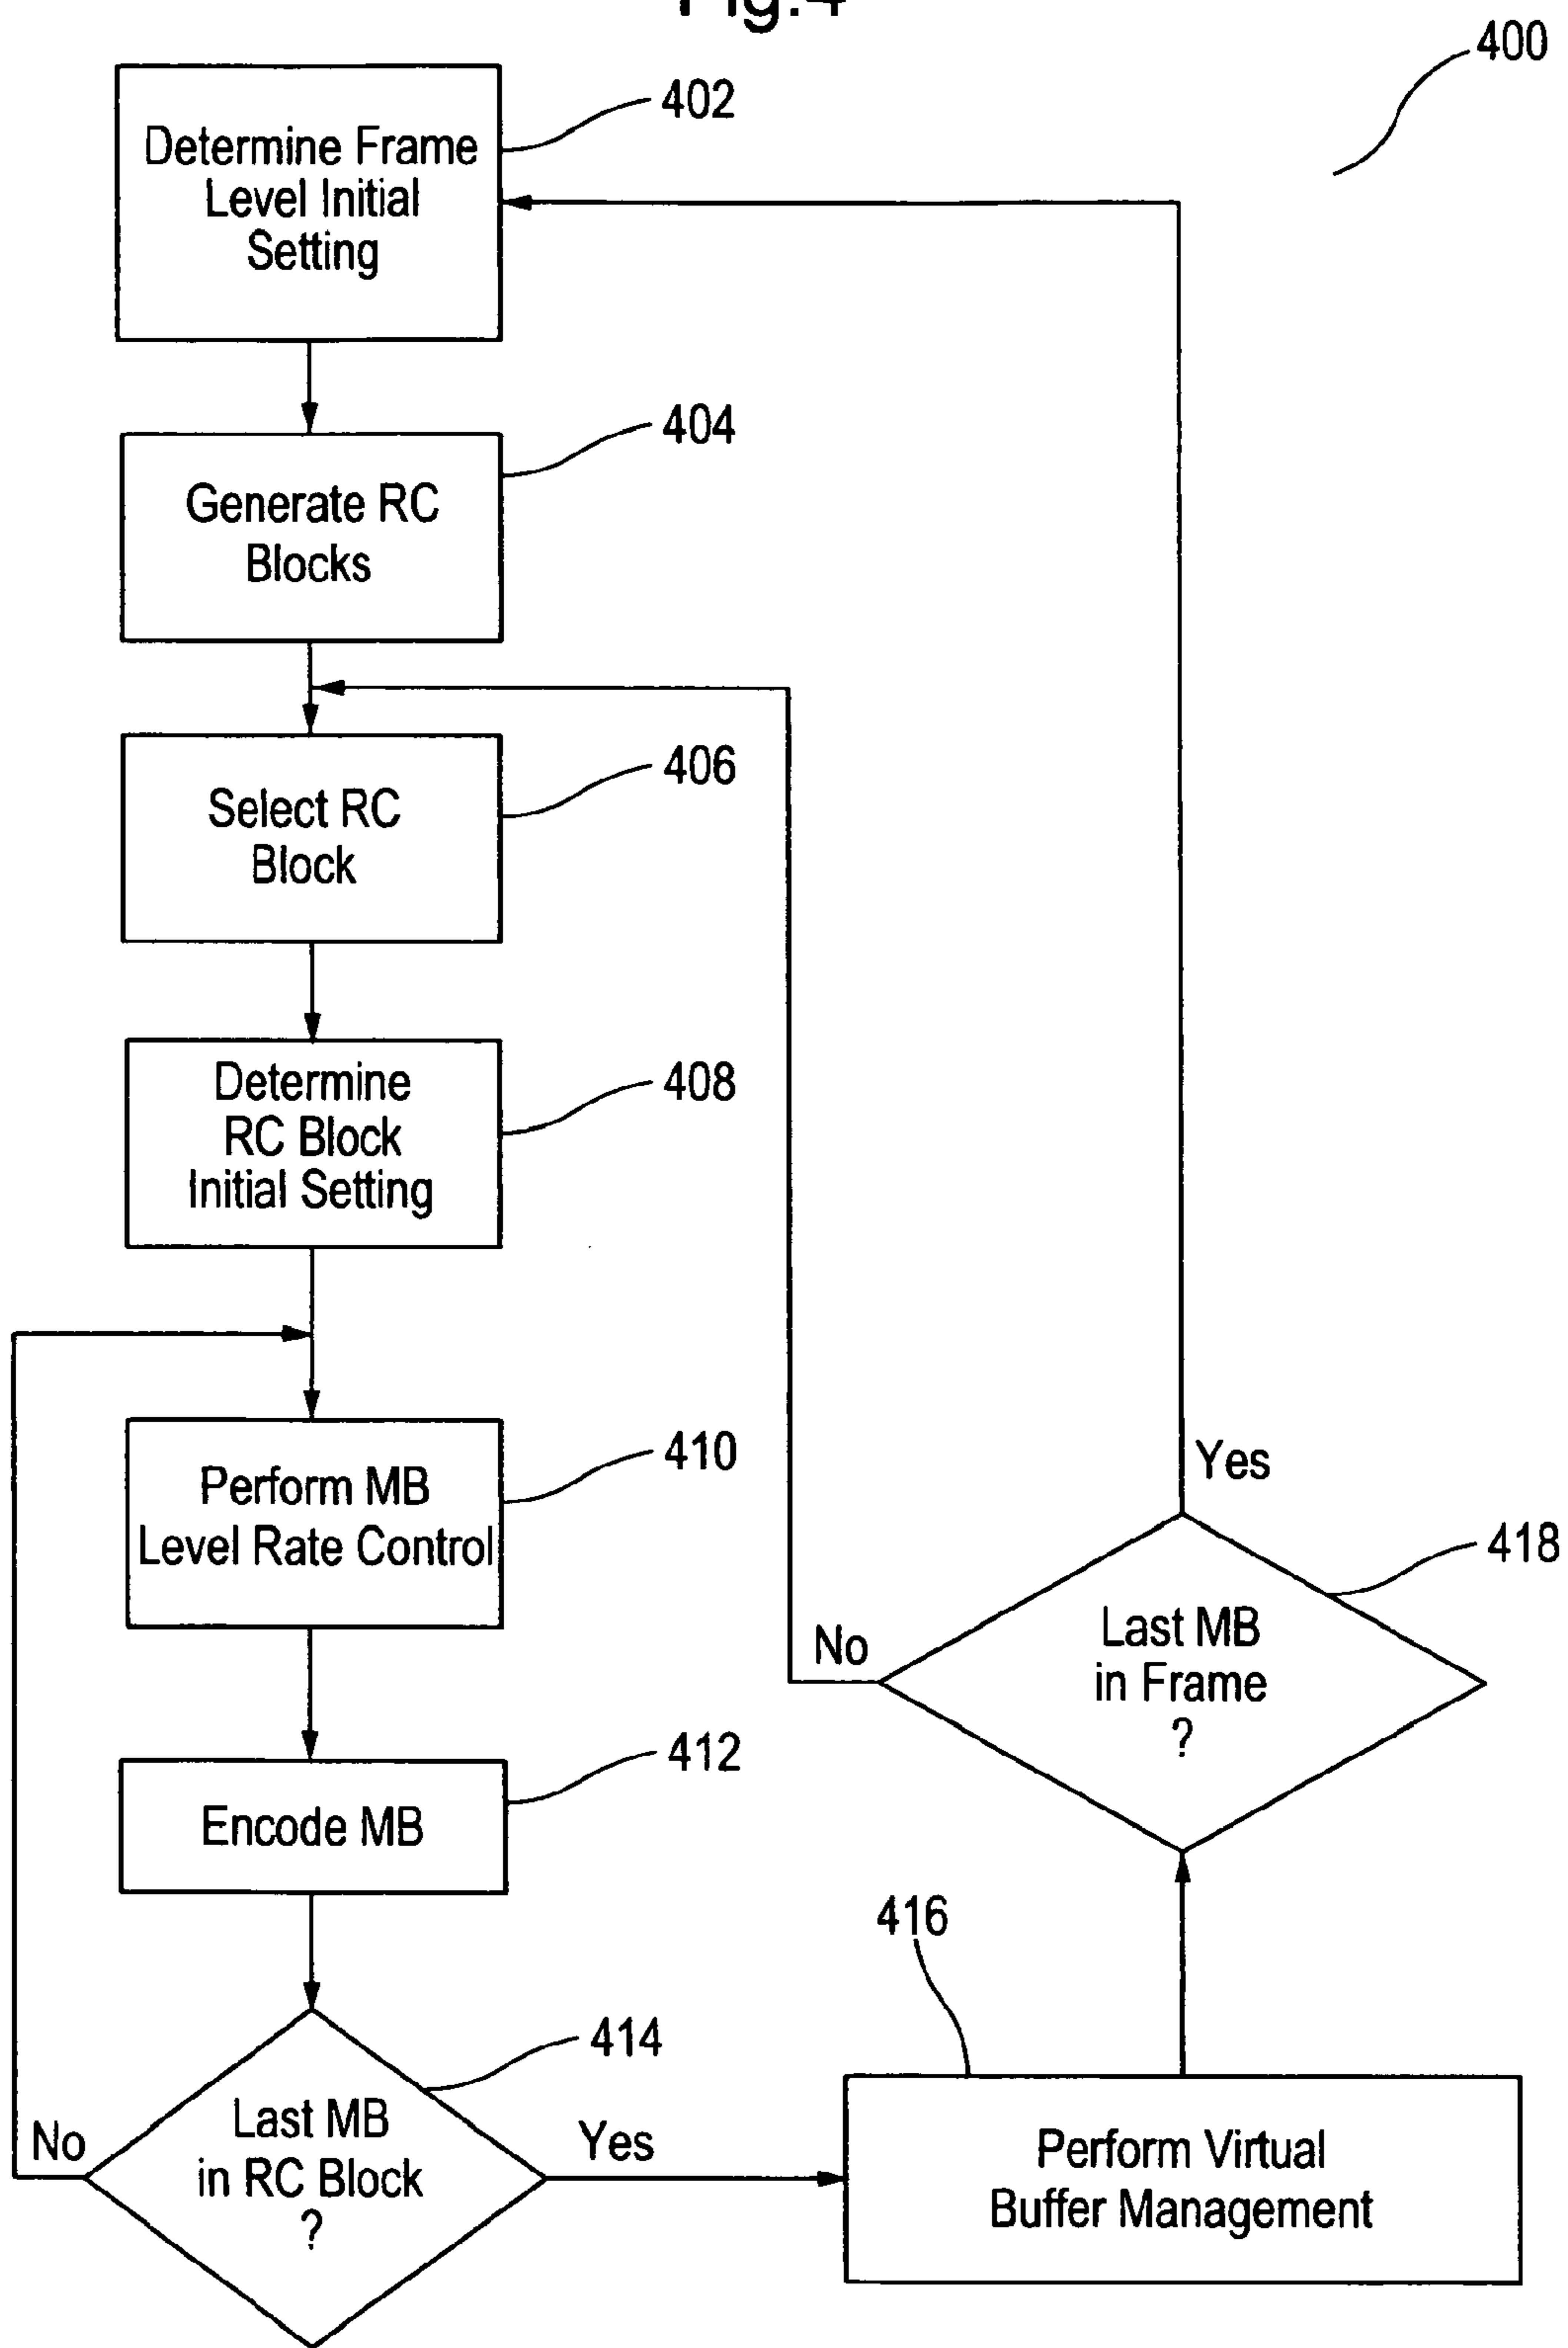 Fig.4
400
402
Determine Frame
Level Initial
Setting
404
Generate RC
Blocks
406
Select RC
Block
408
Determine
RC Block
Initial Setting
410
Perform MB
Level Rate Control
Yes
418
Last MB
in Frame
?
No
412
Encode MB
416
414
Last MB
in RC Block
?
No
Yes
Perform Virtual
Buffer Management